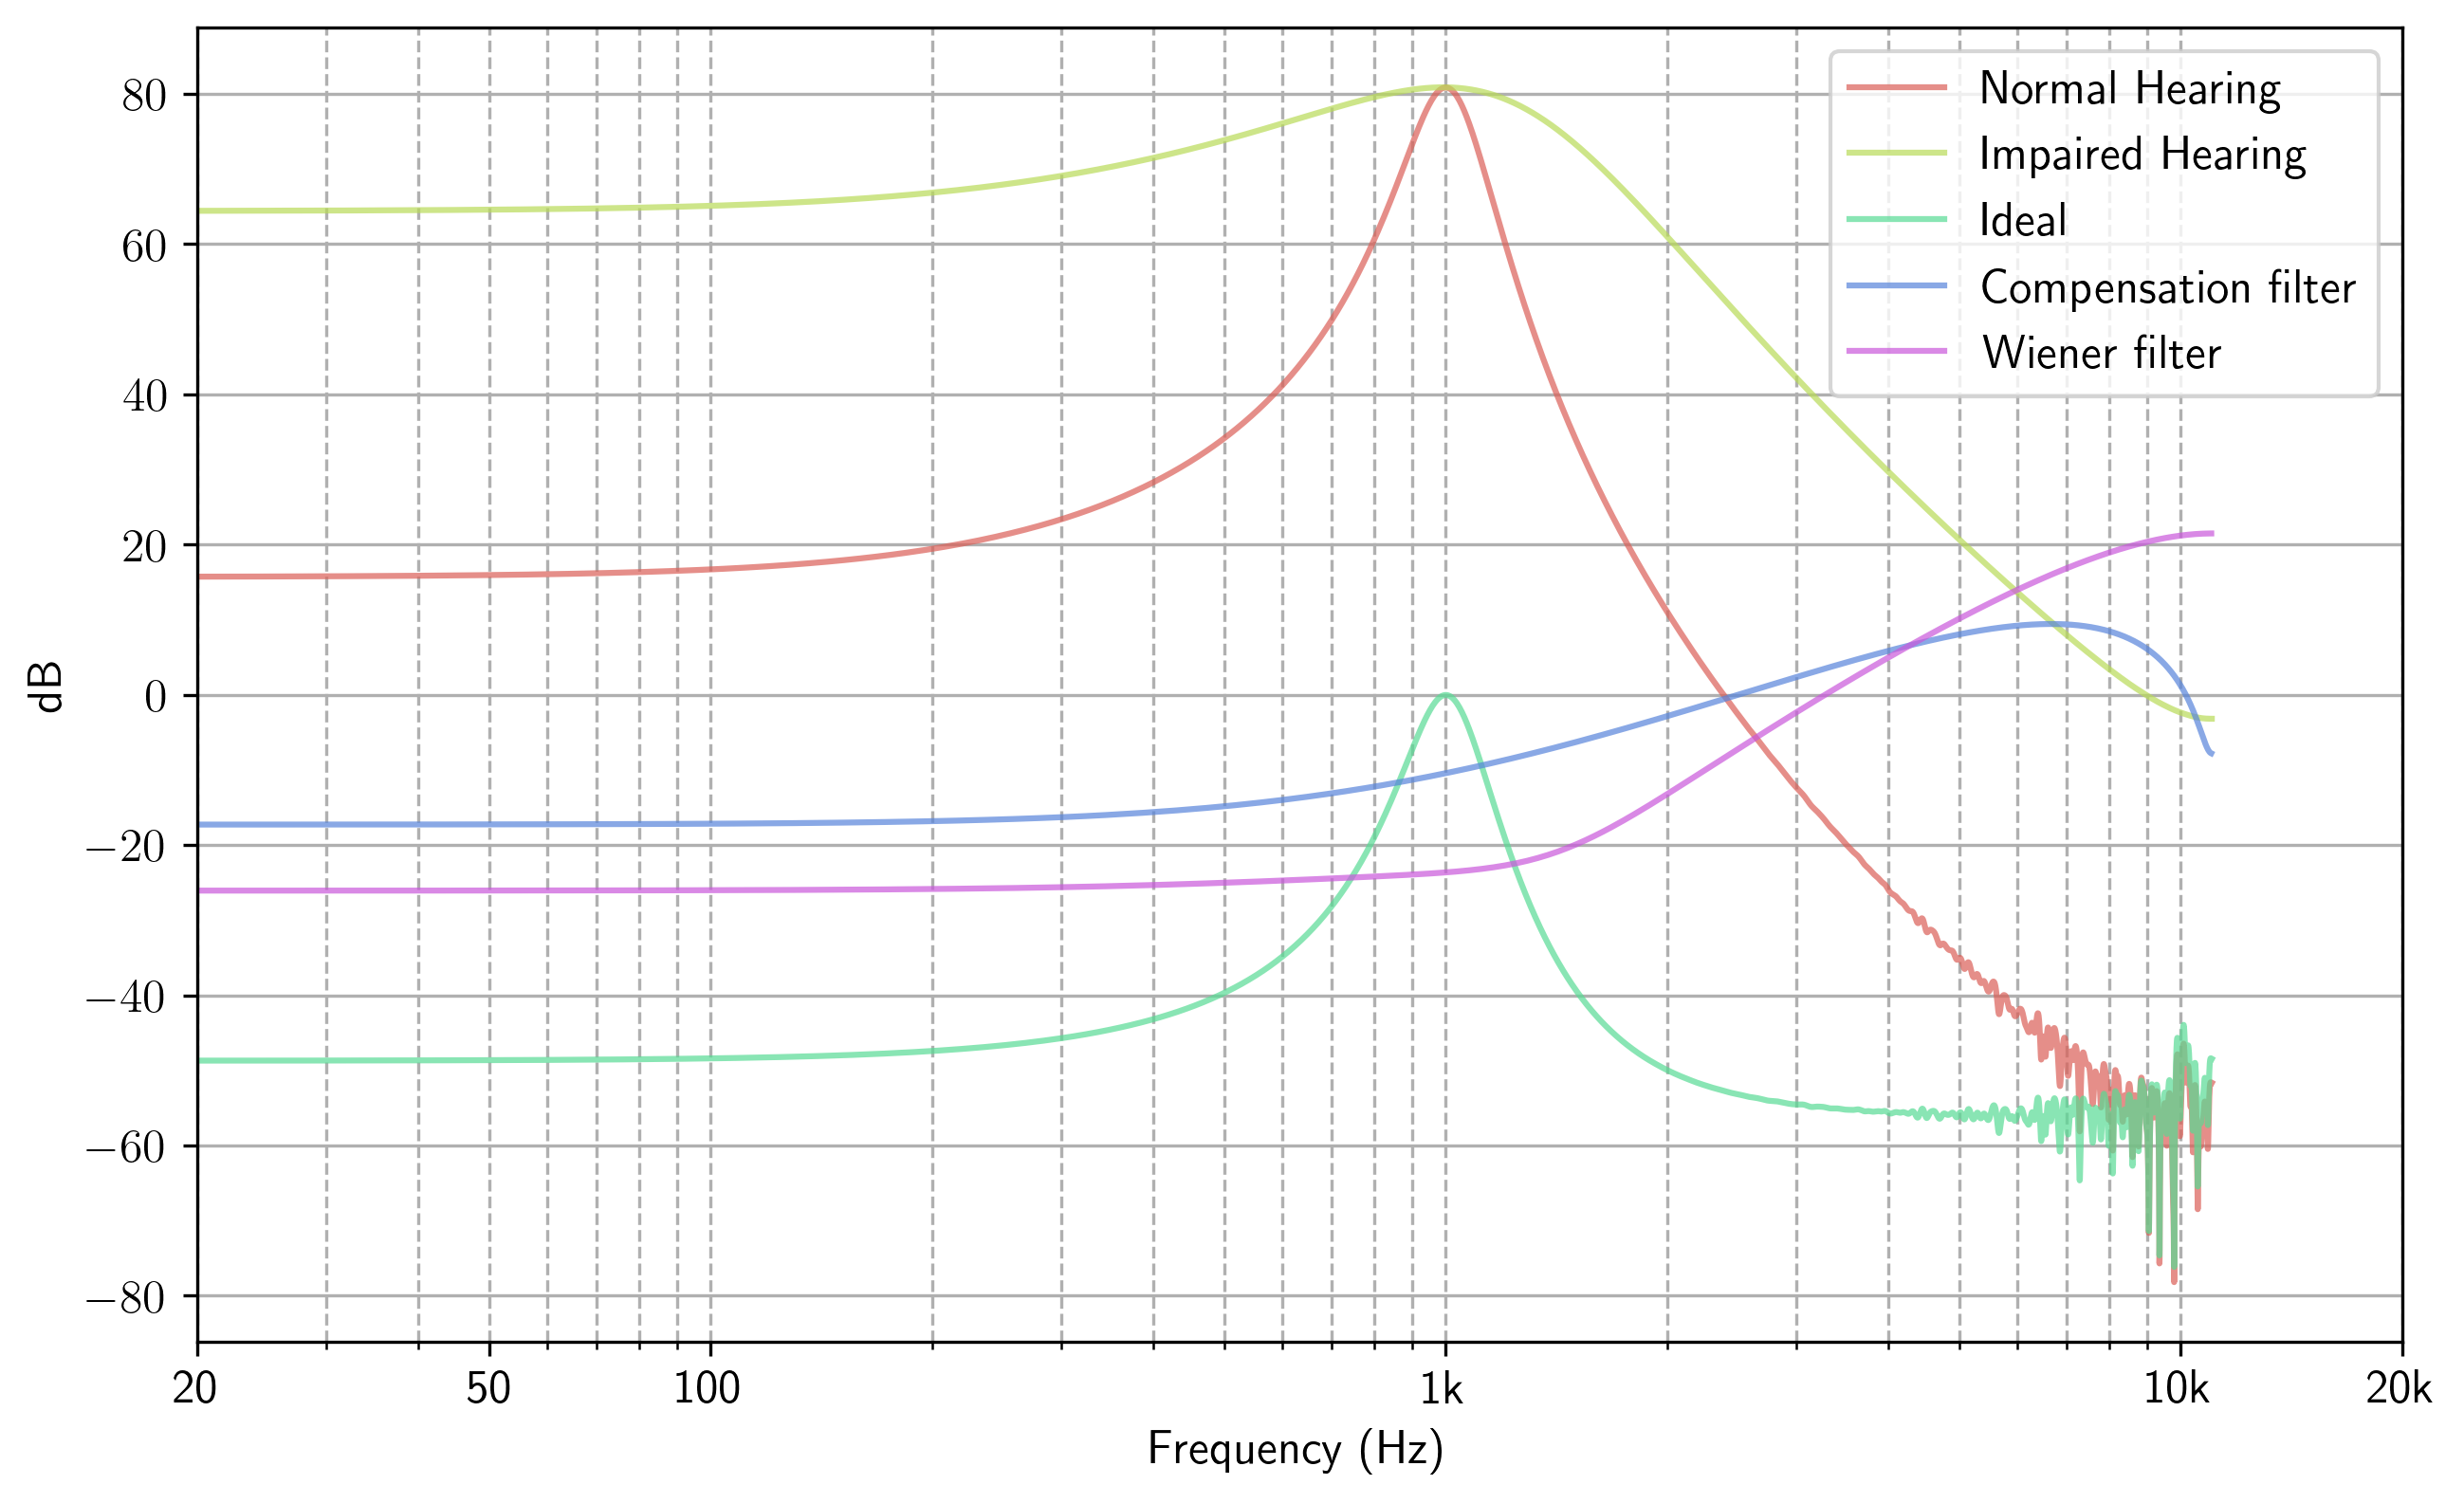 Normal Hearing
Impaired Hearing
Ideal
Compensation filter
Wiener filter
80
60
40
20
0
−20
−40
−60
−80
dB
20 50 100 1k 10k 20k
Frequency (Hz)